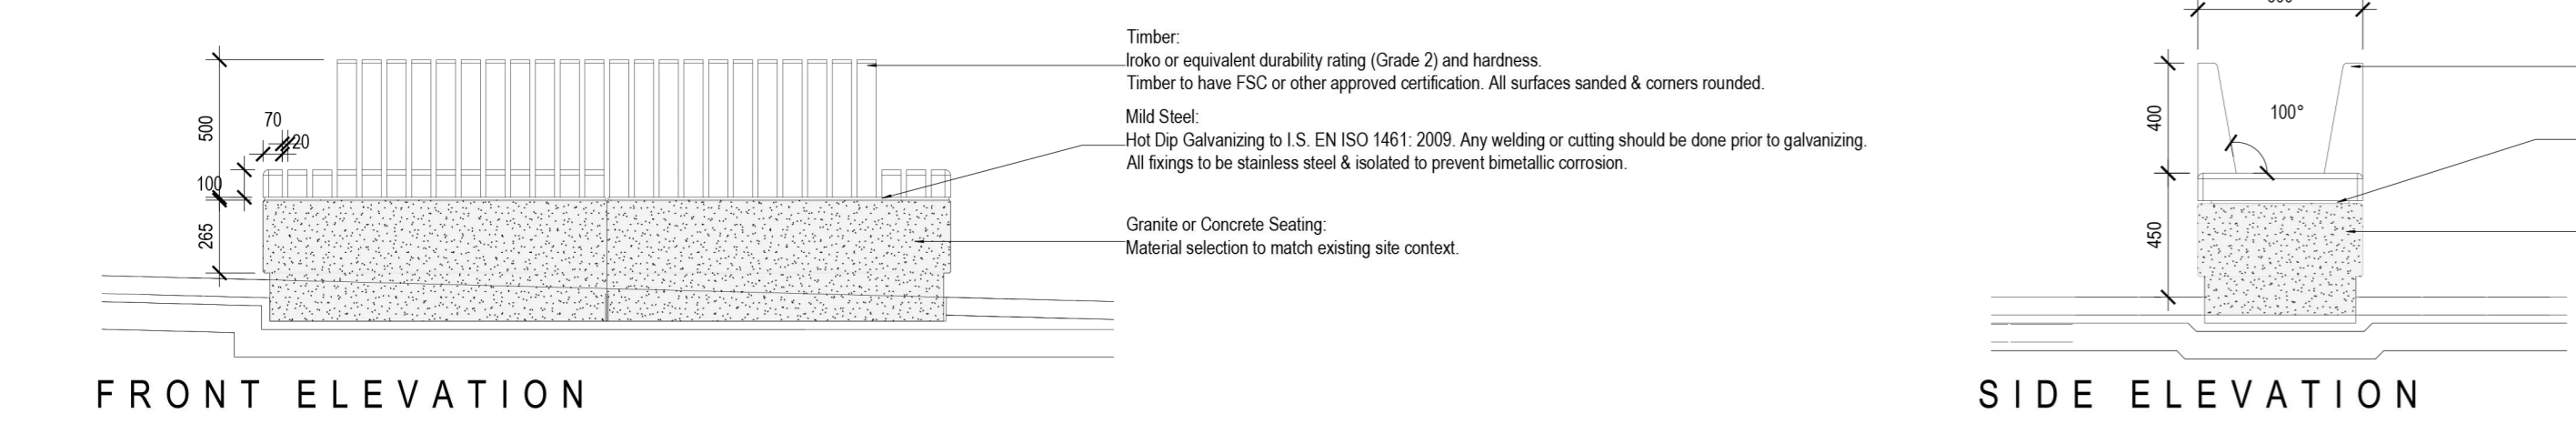 Timber:
Iroko or equivalent durability rating (Grade 2) and hardness.
Timber to have FSC or other approved certification. All surfaces sanded & corners rounded.
Mild Steel:
Hot Dip Galvanizing to I.S. EN ISO 1461: 2009. Any welding or cutting should be done prior to galvanizing.
All fixings to be stainless steel & isolated to prevent bimetallic corrosion.
Granite or Concrete Seating:
Material selection to match existing site context.
500
70
20
100
265
FRONT ELEVATION
400
100°
450
SIDE ELEVATION